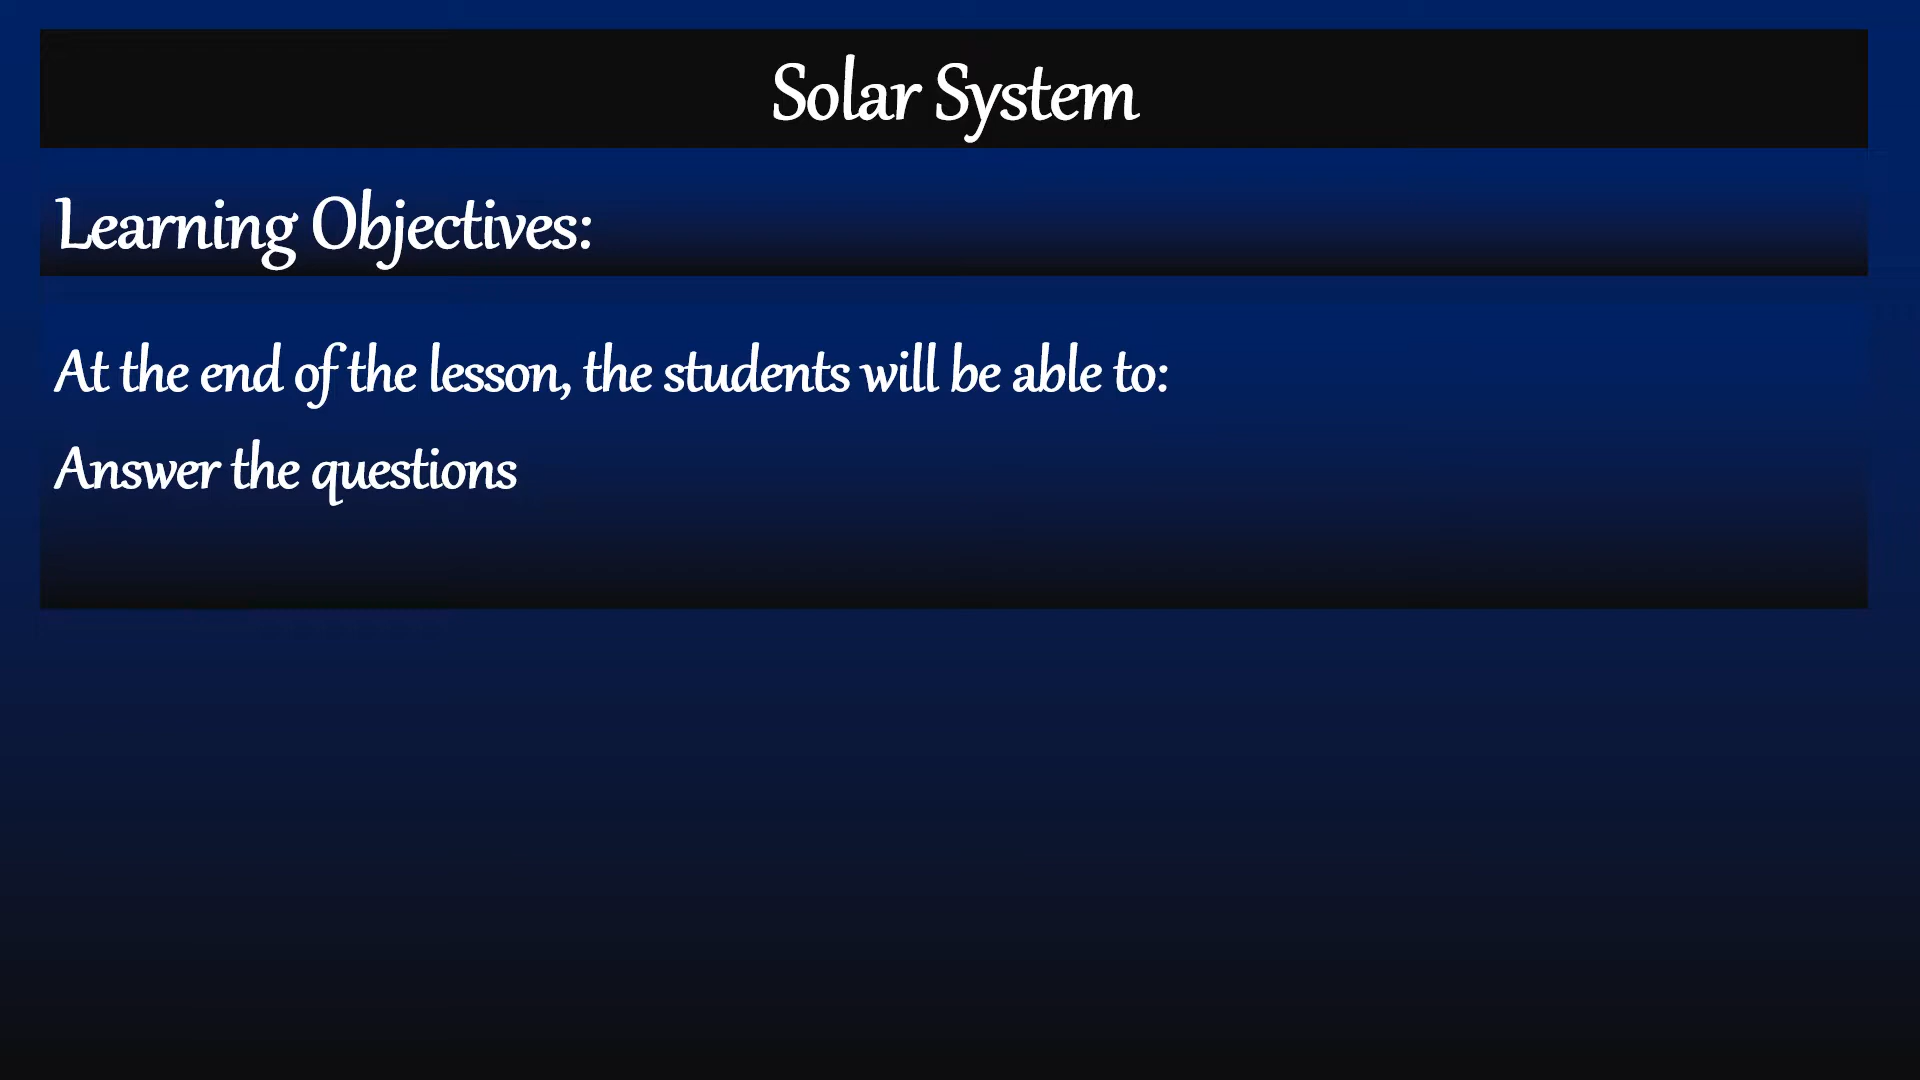 Solar System
Learning Objectives:
At the end of the lesson, the students will be able to:
Answer the questions